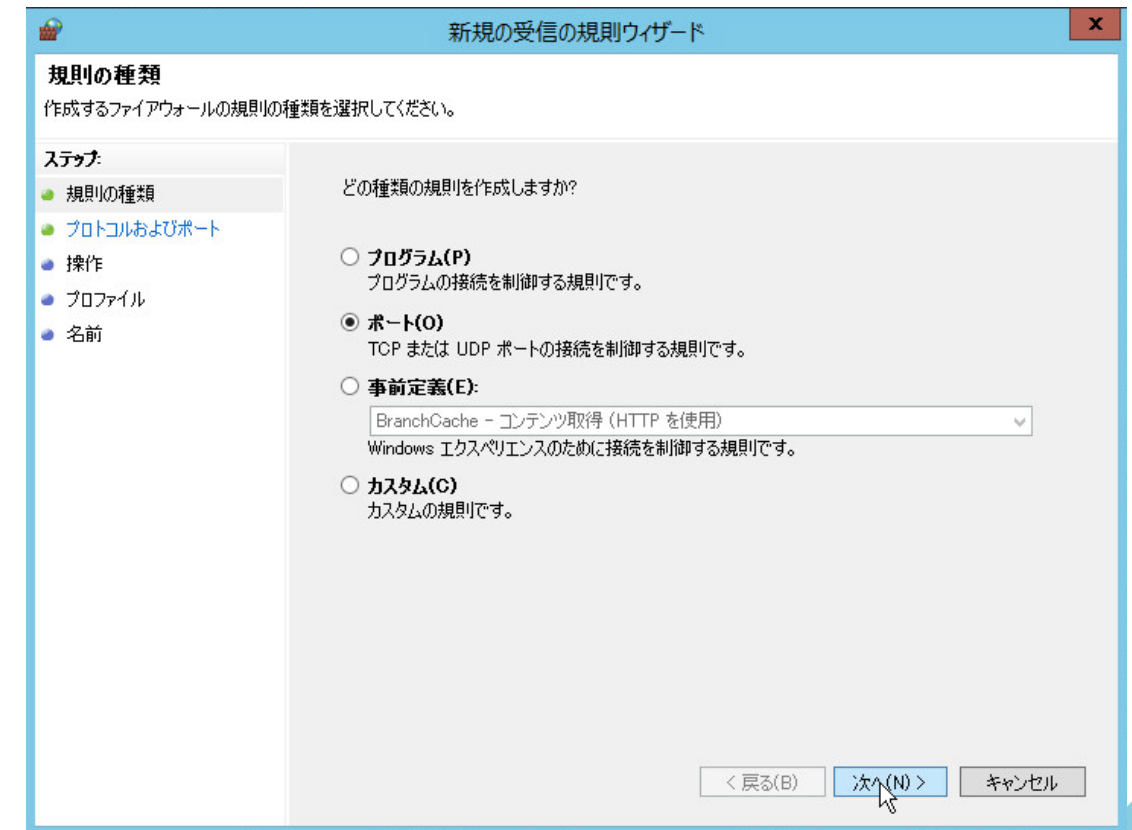 新規の受信の規則ウィザード
x
規則の種類
作成するファイアウォールの規則の種類を選択してください。
ステップ:
規則の種類
プロトコルおよびポート
操作
プロファイル
名前
どの種類の規則を作成しますか?
プログラム(P)
プログラムの接続を制御する規則です。
ポート(O)
TCP または UDP ポートの接続を制御する規則です。
事前定義(E):
BranchCache - コンテンツ取得 (HTTP を使用)
Windows エクスペリエンスのために接続を制御する規則です。
カスタム(C)
カスタムの規則です。
< 戻る(B) 次へ(N) > キャンセル